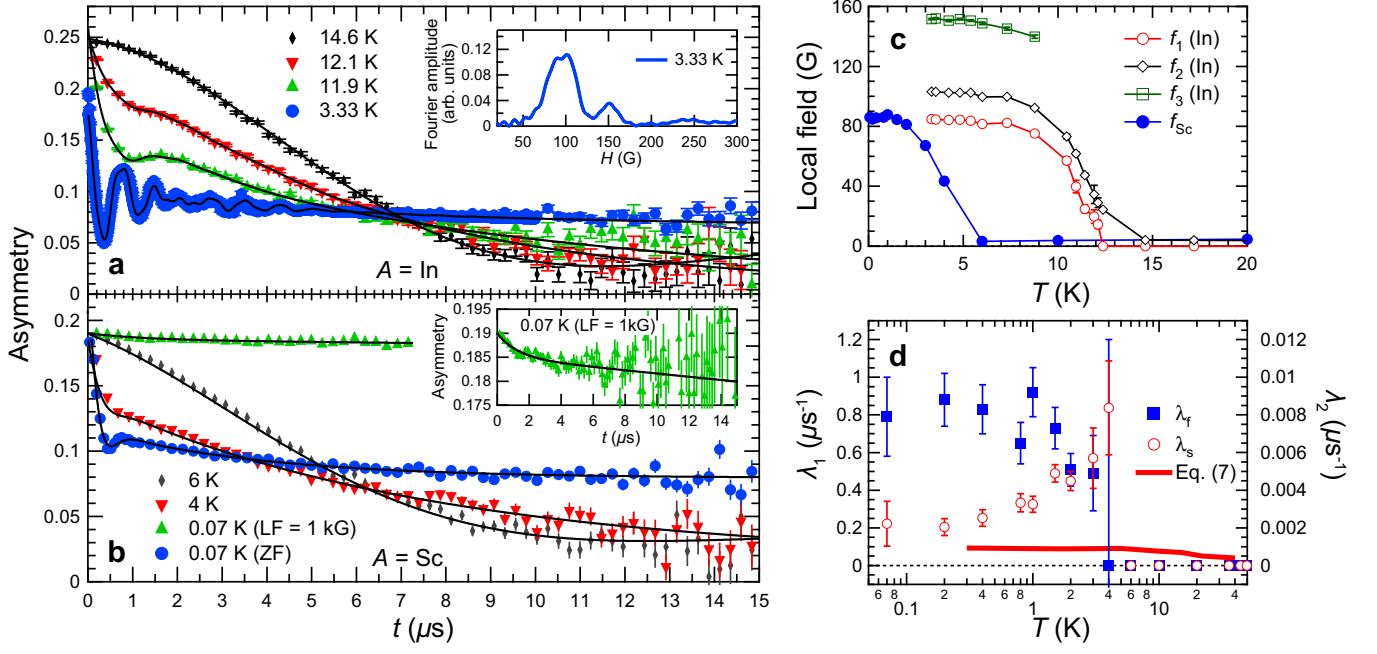 Asymmetry
0.25
0.20
0.15
0.1
0.05
0
14.6 K
12.1 K
11.9 K
3.33 K
Fourier amplitude
(arb. units)
0.12
0.08
0.04
0
3.33 K
50 100 150 200 250 300
H (G)
a
A = In
0.2
0.15
0.1
0.05
0
Asymmetry
0.195
0.19
0.185
0.18
0.175
0.07 K (LF = 1kG)
0 2 4 6 8 10 12 14
t (μs)
6 K
4 K
0.07 K (LF = 1 kG)
0.07 K (ZF)
b
A = Sc
0 1 2 3 4 5 6 7 8 9 10 11 12 13 14 15
t (μs)
Local field (G)
160
120
80
40
0
c
f1 (In)
f2 (In)
f3 (In)
fSc
0 5 10 15 20
T (K)
λ1 (μs-1)
1
0.8
0.6
0.4
0.2
0
d
λf
λs
Eq. (7)
0.012
0.01
0.008
0.006
0.004
0.002
0
λ2 (μs-1)
6 8 0.1 2 4 6 8 1 2 4 6 8 10 2 4
T (K)